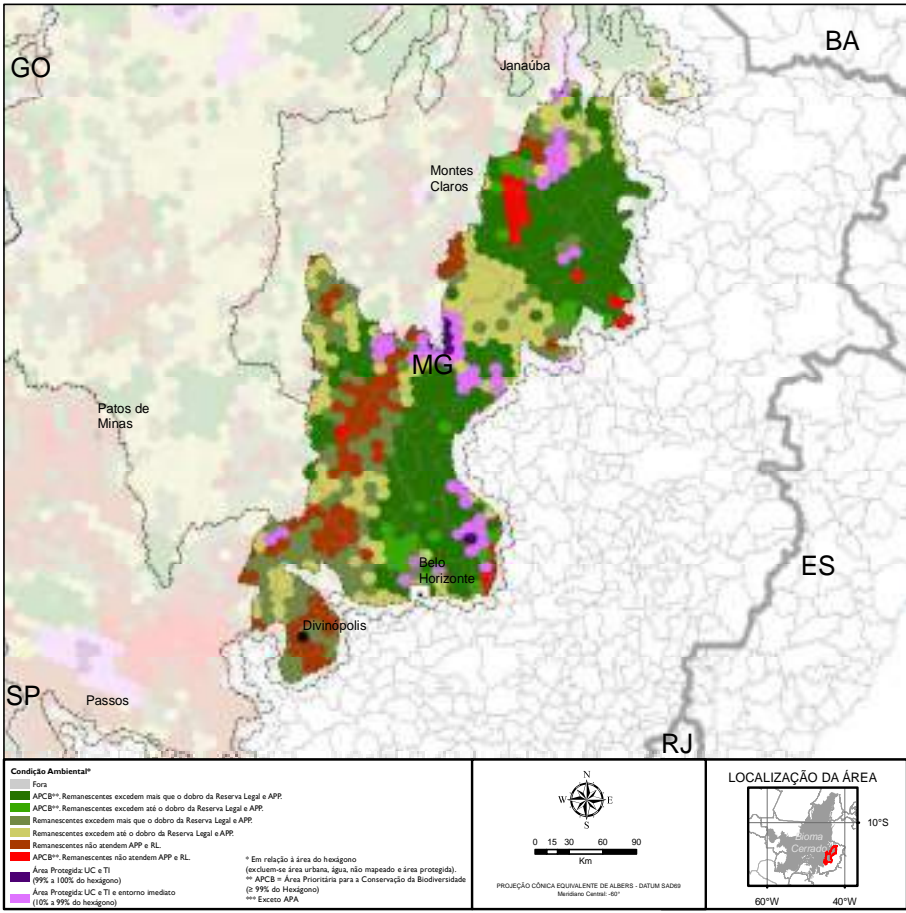 GO
BA
Janaúba
Montes
Claros
MG
Patos de
Minas
Belo
Horizonte
ES
Divinópolis
SP
Passos
RJ
Condição Ambiental*
Fora
APCB**. Remanescentes excedem mais que o dobro da Reserva Legal e APP.
APCB**. Remanescentes excedem até o dobro da Reserva Legal e APP.
Remanescentes excedem mais que o dobro da Reserva Legal e APP.
Remanescentes excedem até o dobro da Reserva Legal e APP.
Remanescentes não atendem APP e RL.
APCB**. Remanescentes não atendem APP e RL.
Área Protegida: UC e TI
(99% a 100% do hexágono)
Área Protegida: UC e TI e entorno imediato
(10% a 99% do hexágono)
* Em relação à área do hexágono
(excluem-se área urbana, água, não mapeado e área protegida).
** APCB = Área Prioritária para a Conservação da Biodiversidade
(≥ 99% do Hexágono)
*** Exceto APA
N
W E
S
0 15 30 60 90
Km
PROJEÇÃO CÔNICA EQUIVALENTE DE ALBERS - DATUM SAD69
Meridiano Central: -60°
LOCALIZAÇÃO DA ÁREA
Bioma
Cerrado
10°S
60°W 40°W